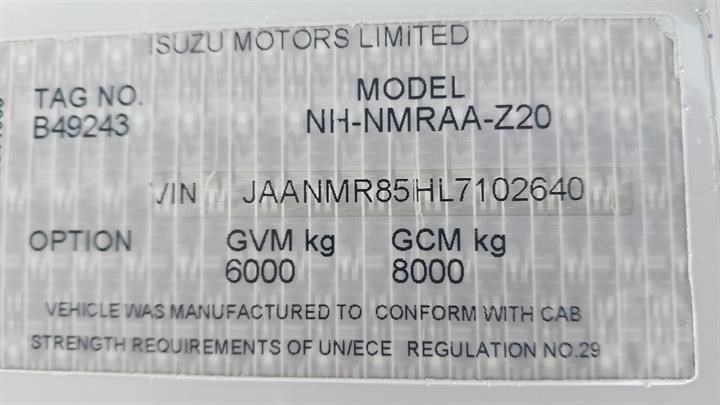 ISUZU MOTORS LIMITED
TAG NO.
B49243
MODEL
NH-NMRAA-Z20
VIN JAANMR85HL7102640
OPTION
GVM kg
6000
GCM kg
8000
VEHICLE WAS MANUFACTURED TO CONFORM WITH CAB
STRENGTH REQUIREMENTS OF UN/ECE REGULATION NO.29